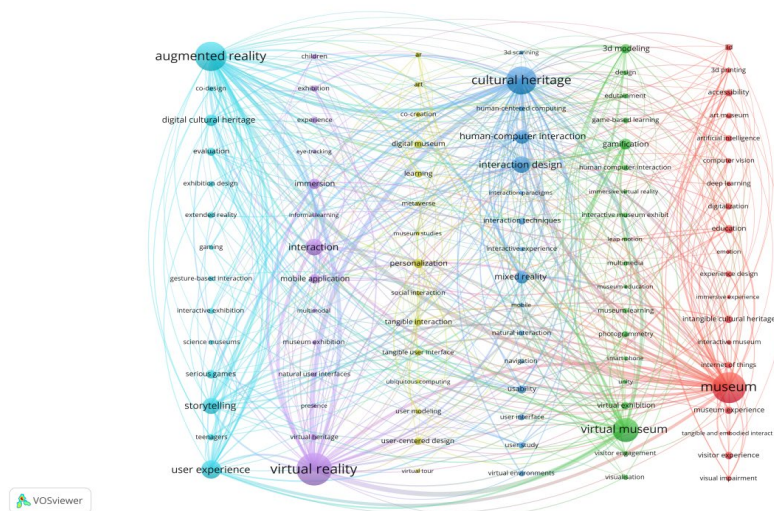 augmented reality
co-design
digital cultural heritage
evaluation
exhibition design
extended reality
gaming
gesture-based interaction
interactive exhibition
science museums
serious games
storytelling
teenagers
user experience
children
exhibition
experience
eye-tracking
immersion
informal learning
interaction
mobile application
multimodal
museum exhibition
natural user interfaces
presence
virtual heritage
virtual reality
ar
art
co-creation
digital museum
learning
metaverse
museum studies
personalization
social interaction
tangible interaction
tangible user interface
ubiquitous computing
user modeling
user-centered design
virtual tour
3d scanning
cultural heritage
human-centered computing
human-computer interaction
interaction design
interaction paradigms
interaction techniques
interactive experience
mixed reality
mobile
natural interaction
navigation
usability
user interface
user study
virtual environments
3d modeling
design
edutainment
game-based learning
gamification
human computer interaction
immersive virtual reality
interactive museum exhibit
leap motion
multimedia
museum education
museum learning
photogrammetry
smartphone
unity
virtual exhibition
virtual museum
visitor engagement
visualisation
3d
3d printing
accessibility
art museum
artificial intelligence
computer vision
deep learning
digitalization
education
emotion
experience design
immersive experience
intangible cultural heritage
interactive museum
internet of things
museum
museum experience
tangible and embodied interact
visitor experience
visual impairment
VOSviewer